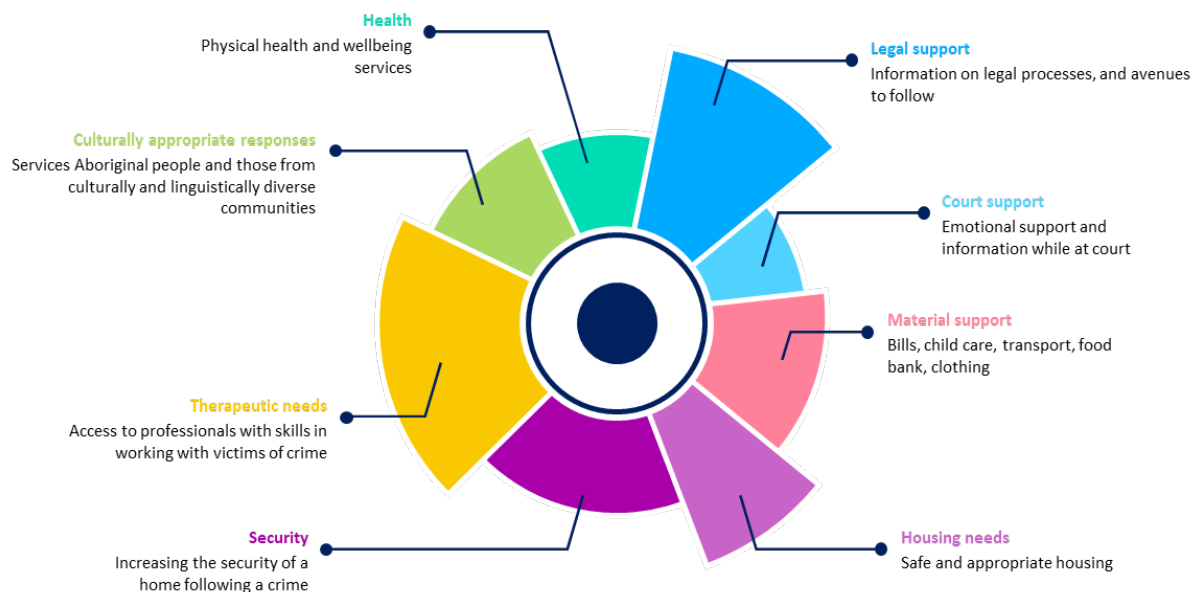 Health
Physical health and wellbeing
services
Legal support
Information on legal processes, and avenues
to follow
Culturally appropriate responses
Services Aboriginal people and those from
culturally and linguistically diverse
communities
Court support
Emotional support and
information while at court
Material support
Bills, child care, transport, food
bank, clothing
Therapeutic needs
Access to professionals with skills in
working with victims of crime
Security
Increasing the security of a
home following a crime
Housing needs
Safe and appropriate housing